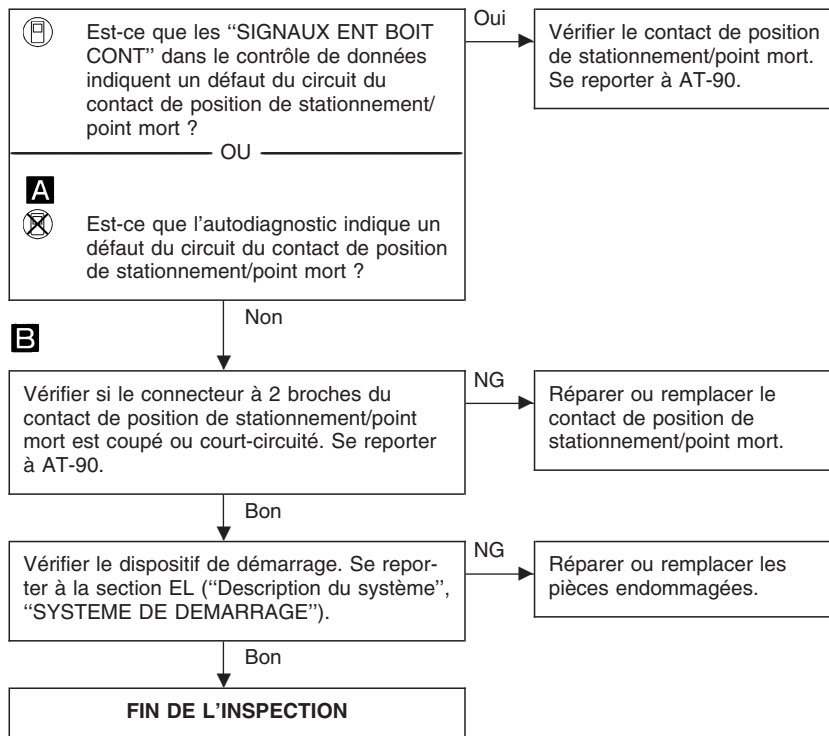 Est-ce que les “SIGNAUX ENT BOIT
CONT” dans le contrôle de données
indiquent un défaut du circuit du
contact de position de stationnement/
point mort ?
OU
A
Est-ce que l'autodiagnostic indique un
défaut du circuit du contact de position
de stationnement/point mort ?
Oui
Vérifier le contact de position
de stationnement/point mort.
Se reporter à AT-90.
Non
B
Vérifier si le connecteur à 2 broches du
contact de position de stationnement/point
mort est coupé ou court-circuité. Se reporter
à AT-90.
NG
Réparer ou remplacer le
contact de position de
stationnement/point mort.
Bon
Vérifier le dispositif de démarrage. Se repor-
ter à la section EL (“Description du système”,
“SYSTEME DE DEMARRAGE”).
NG
Réparer ou remplacer les
pièces endommagées.
Bon
FIN DE L'INSPECTION